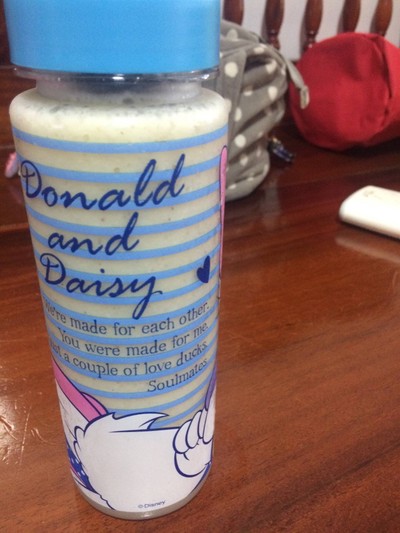 Donald
and
Daisy
made for each other.
You were made for me.
a couple of love ducks.
Soulmates.
©Disney